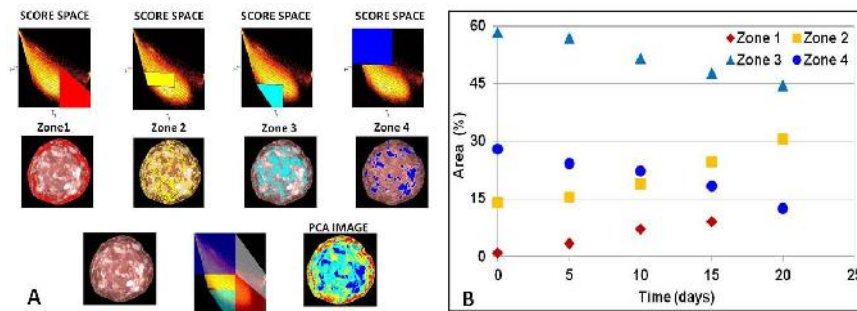 SCORE SPACE SCORE SPACE SCORE SPACE SCORE SPACE
Zone1 Zone 2 Zone 3 Zone 4
PCA IMAGE
A
60
45
30
15
0
Area (%)
Zone 1 Zone 2
Zone 3 Zone 4
0 5 10 15 20 25
Time (days)
B